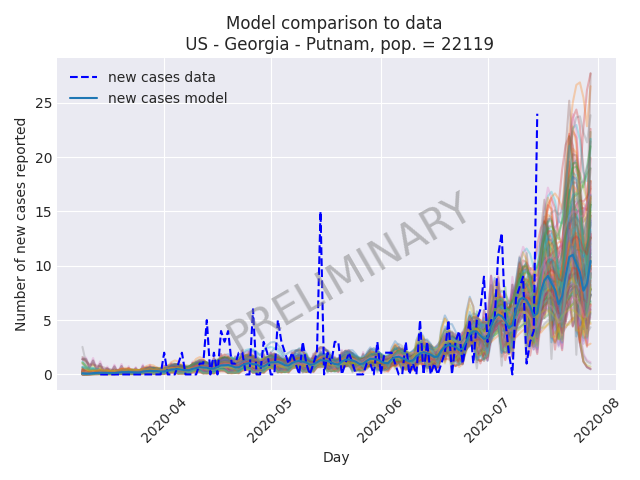 Model comparison to data
US - Georgia - Putnam, pop. = 22119
new cases data
new cases model
Number of new cases reported
25
20
15
10
5
0
PRELIMINARY
2020-04
2020-05
2020-06
2020-07
2020-08
Day